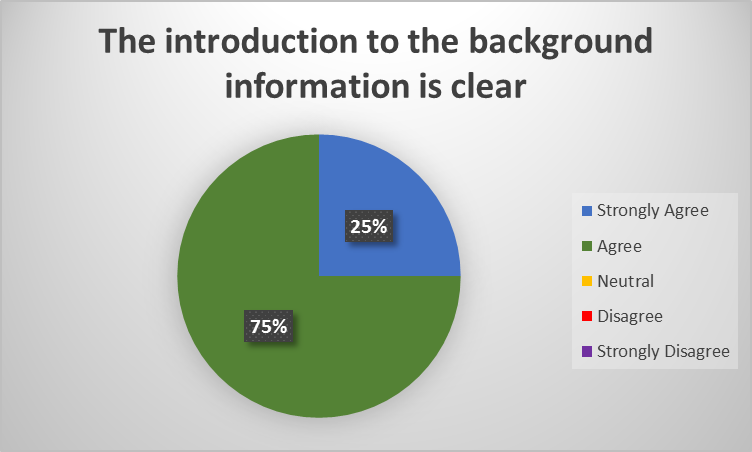 The introduction to the background
information is clear
25%
75%
Strongly Agree
Agree
Neutral
Disagree
Strongly Disagree